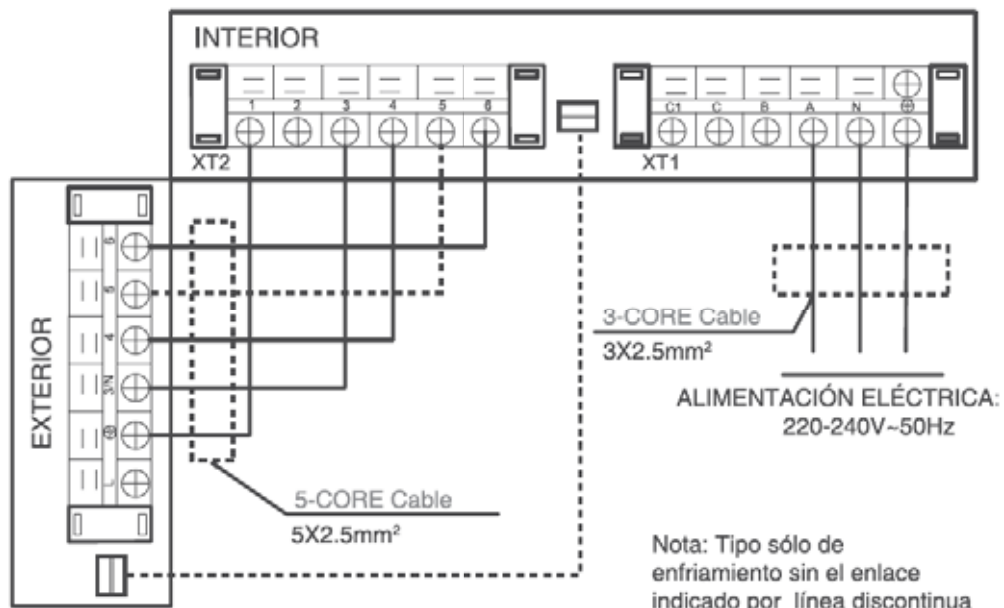 INTERIOR
1 2 3 4 5 6
XT2
C1 C B A N
XT1
EXTERIOR
6
5
4
3/N
L
3-CORE Cable
3X2.5mm²
ALIMENTACIÓN ELÉCTRICA:
220-240V~50Hz
5-CORE Cable
5X2.5mm²
Nota: Tipo sólo de
enfriamiento sin el enlace
indicado por línea discontinua